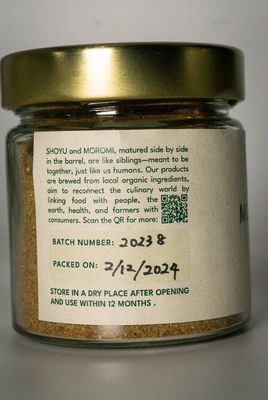 SHOYU and MOROMI, matured side by side
in the barrel, are like siblings—meant to be
together, just like us humans. Our products
are brewed from local organic ingredients,
aim to reconnect the culinary world by
linking food with people, the
earth, health, and farmers with
consumers. Scan the QR for more:
BATCH NUMBER: 20238
PACKED ON: 2/12/2024
STORE IN A DRY PLACE AFTER OPENING
AND USE WITHIN 12 MONTHS .